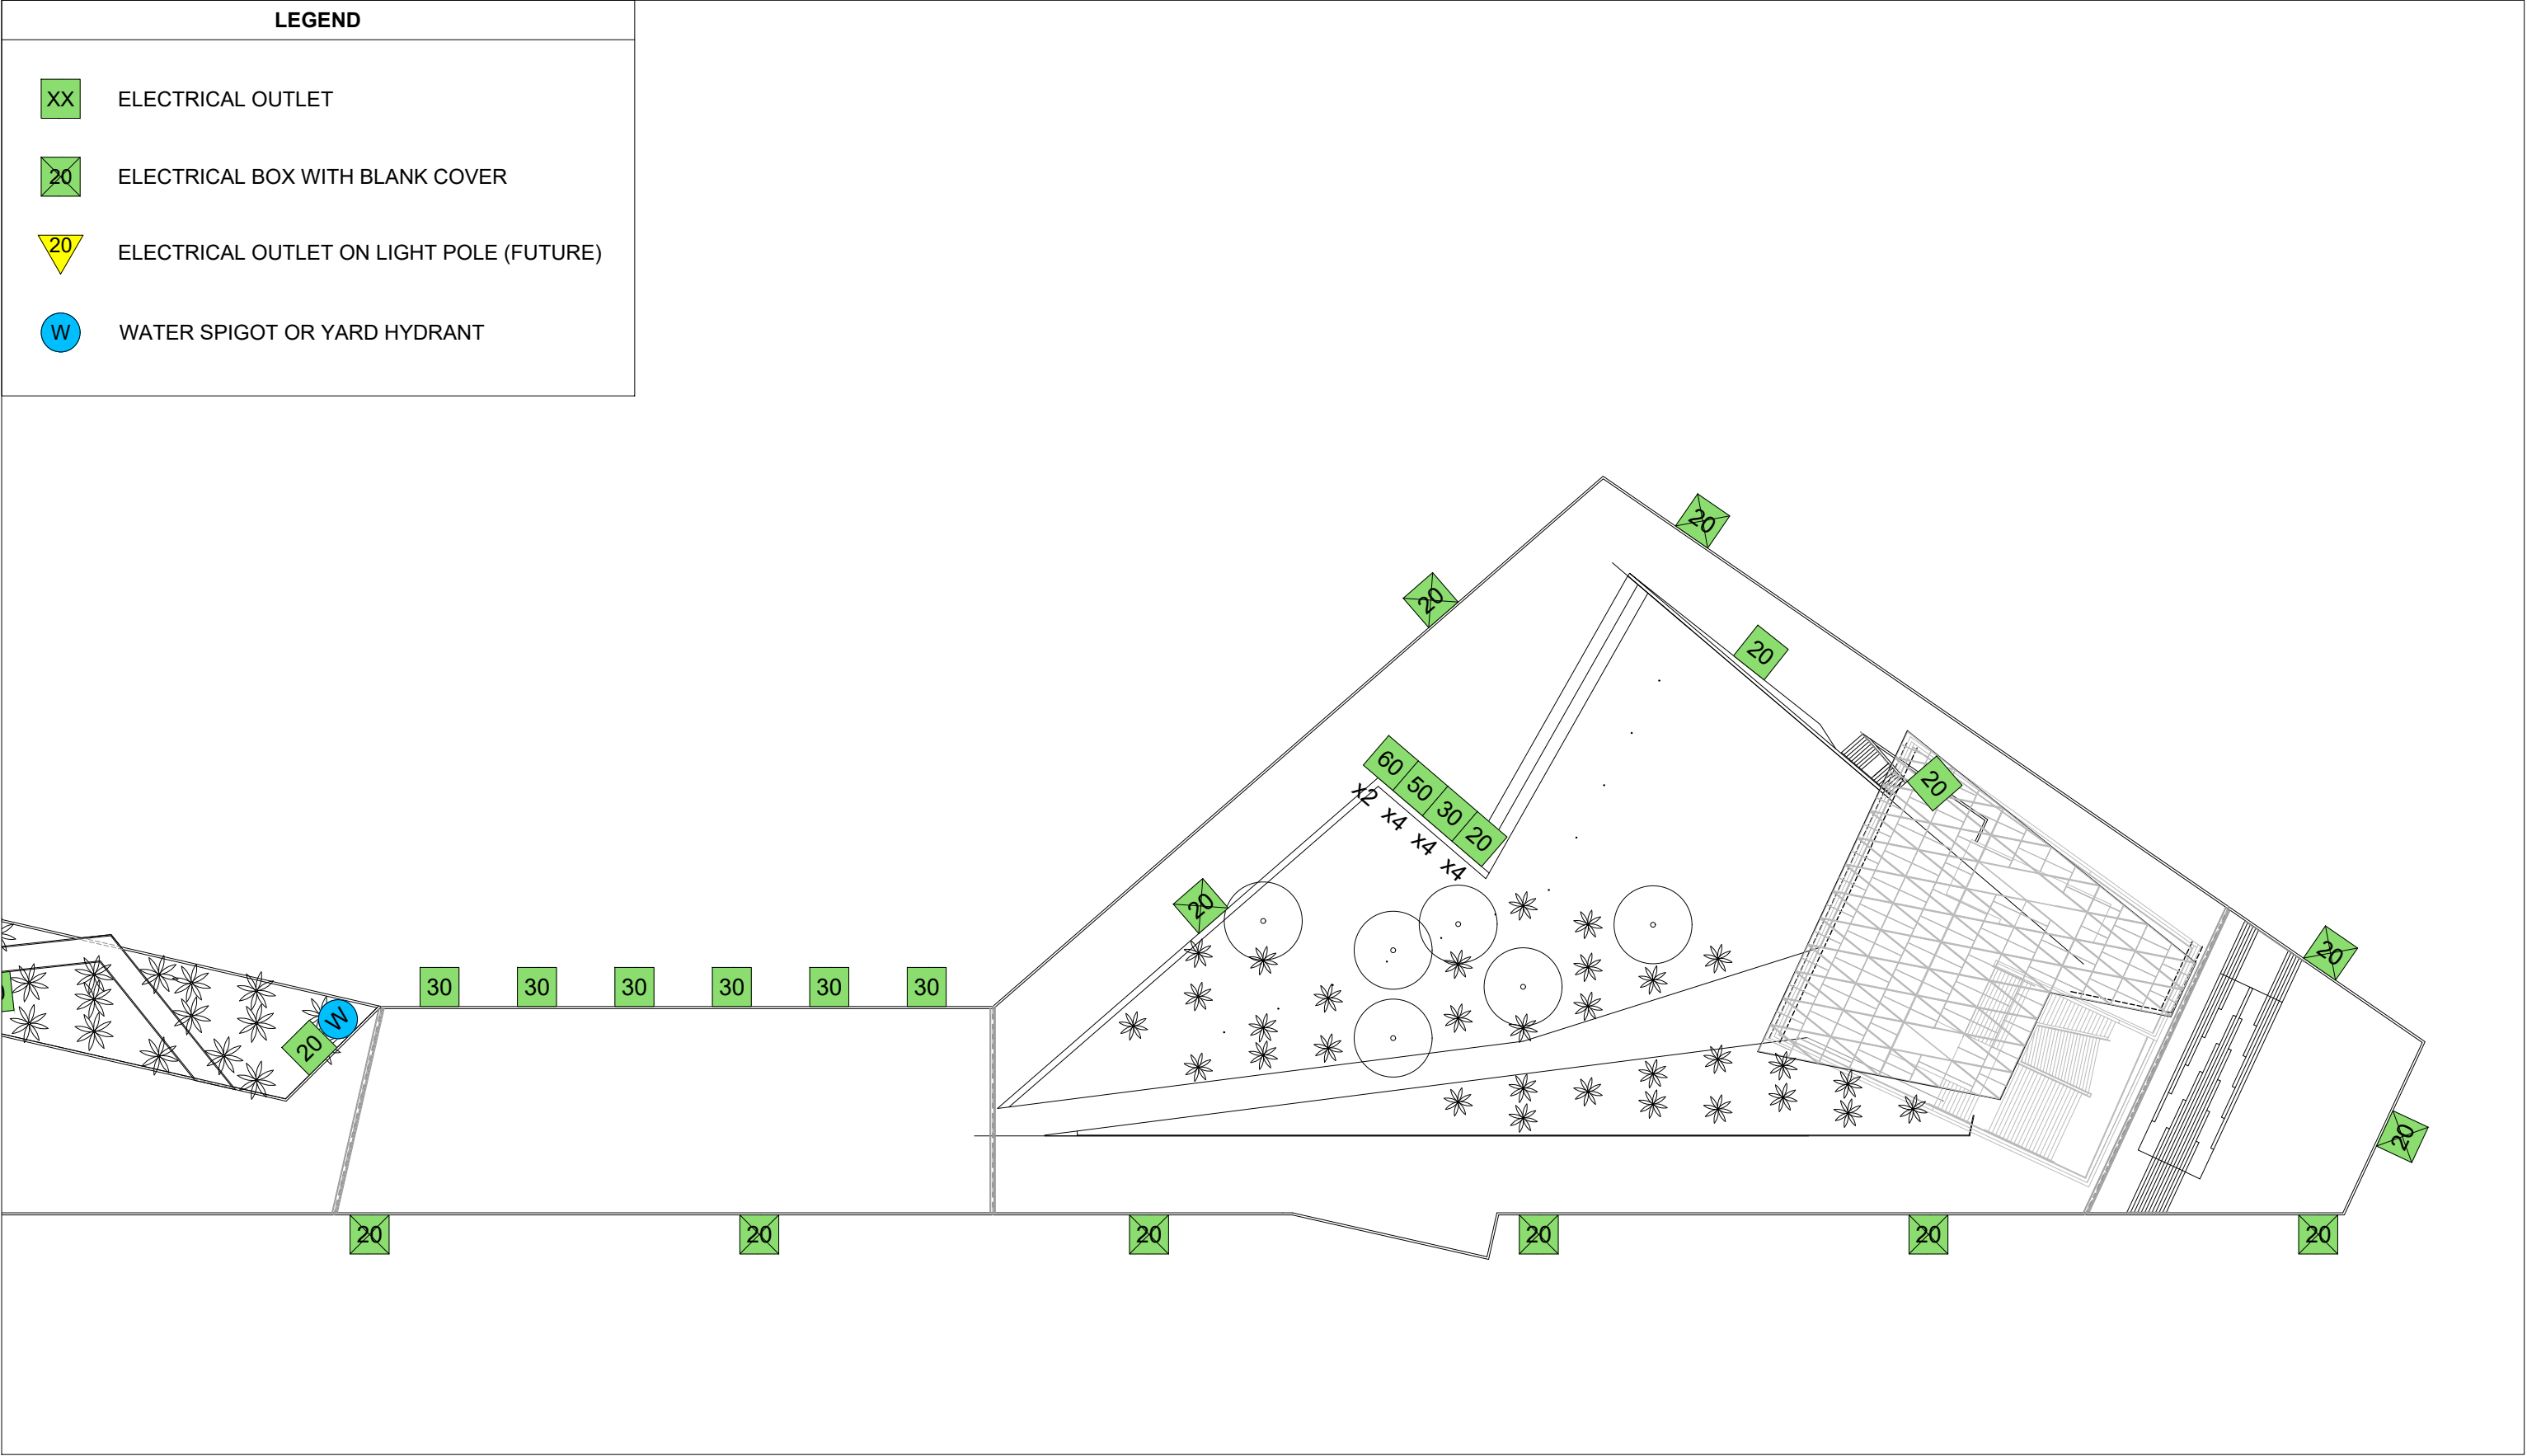 LEGEND
XX ELECTRICAL OUTLET
20 ELECTRICAL BOX WITH BLANK COVER
20 ELECTRICAL OUTLET ON LIGHT POLE (FUTURE)
W WATER SPIGOT OR YARD HYDRANT
20
20
20
60 50 30 20
x2 x4 x4 x4
20
20
20
30 30 30 30 30 30
W
20
20
20 20 20 20 20 20